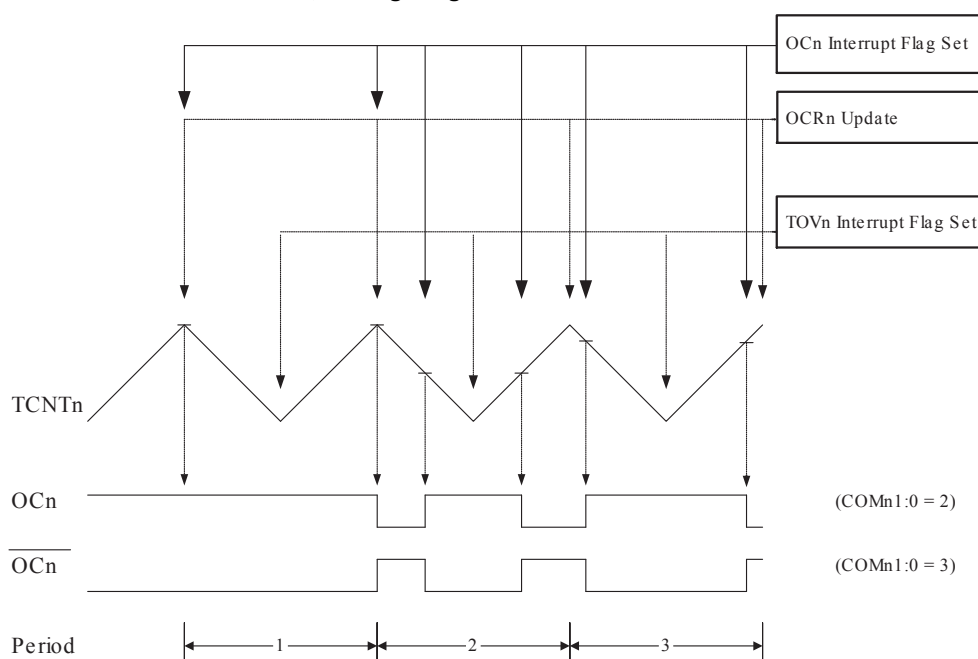 OCn Interrupt Flag Set
OCRn Update
TOVn Interrupt Flag Set
TCNTn
OCn
(COMn1:0 = 2)
OCn
(COMn1:0 = 3)
Period
1
2
3